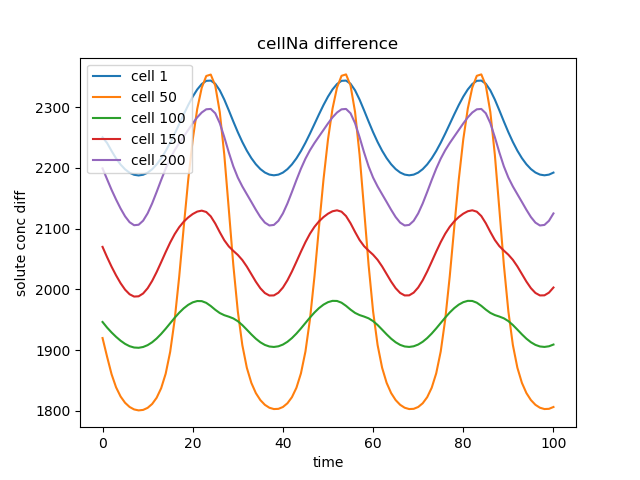 cellNa difference
cell 1
cell 50
cell 100
cell 150
cell 200
solute conc diff
2300
2200
2100
2000
1900
1800
0 20 40 60 80 100
time